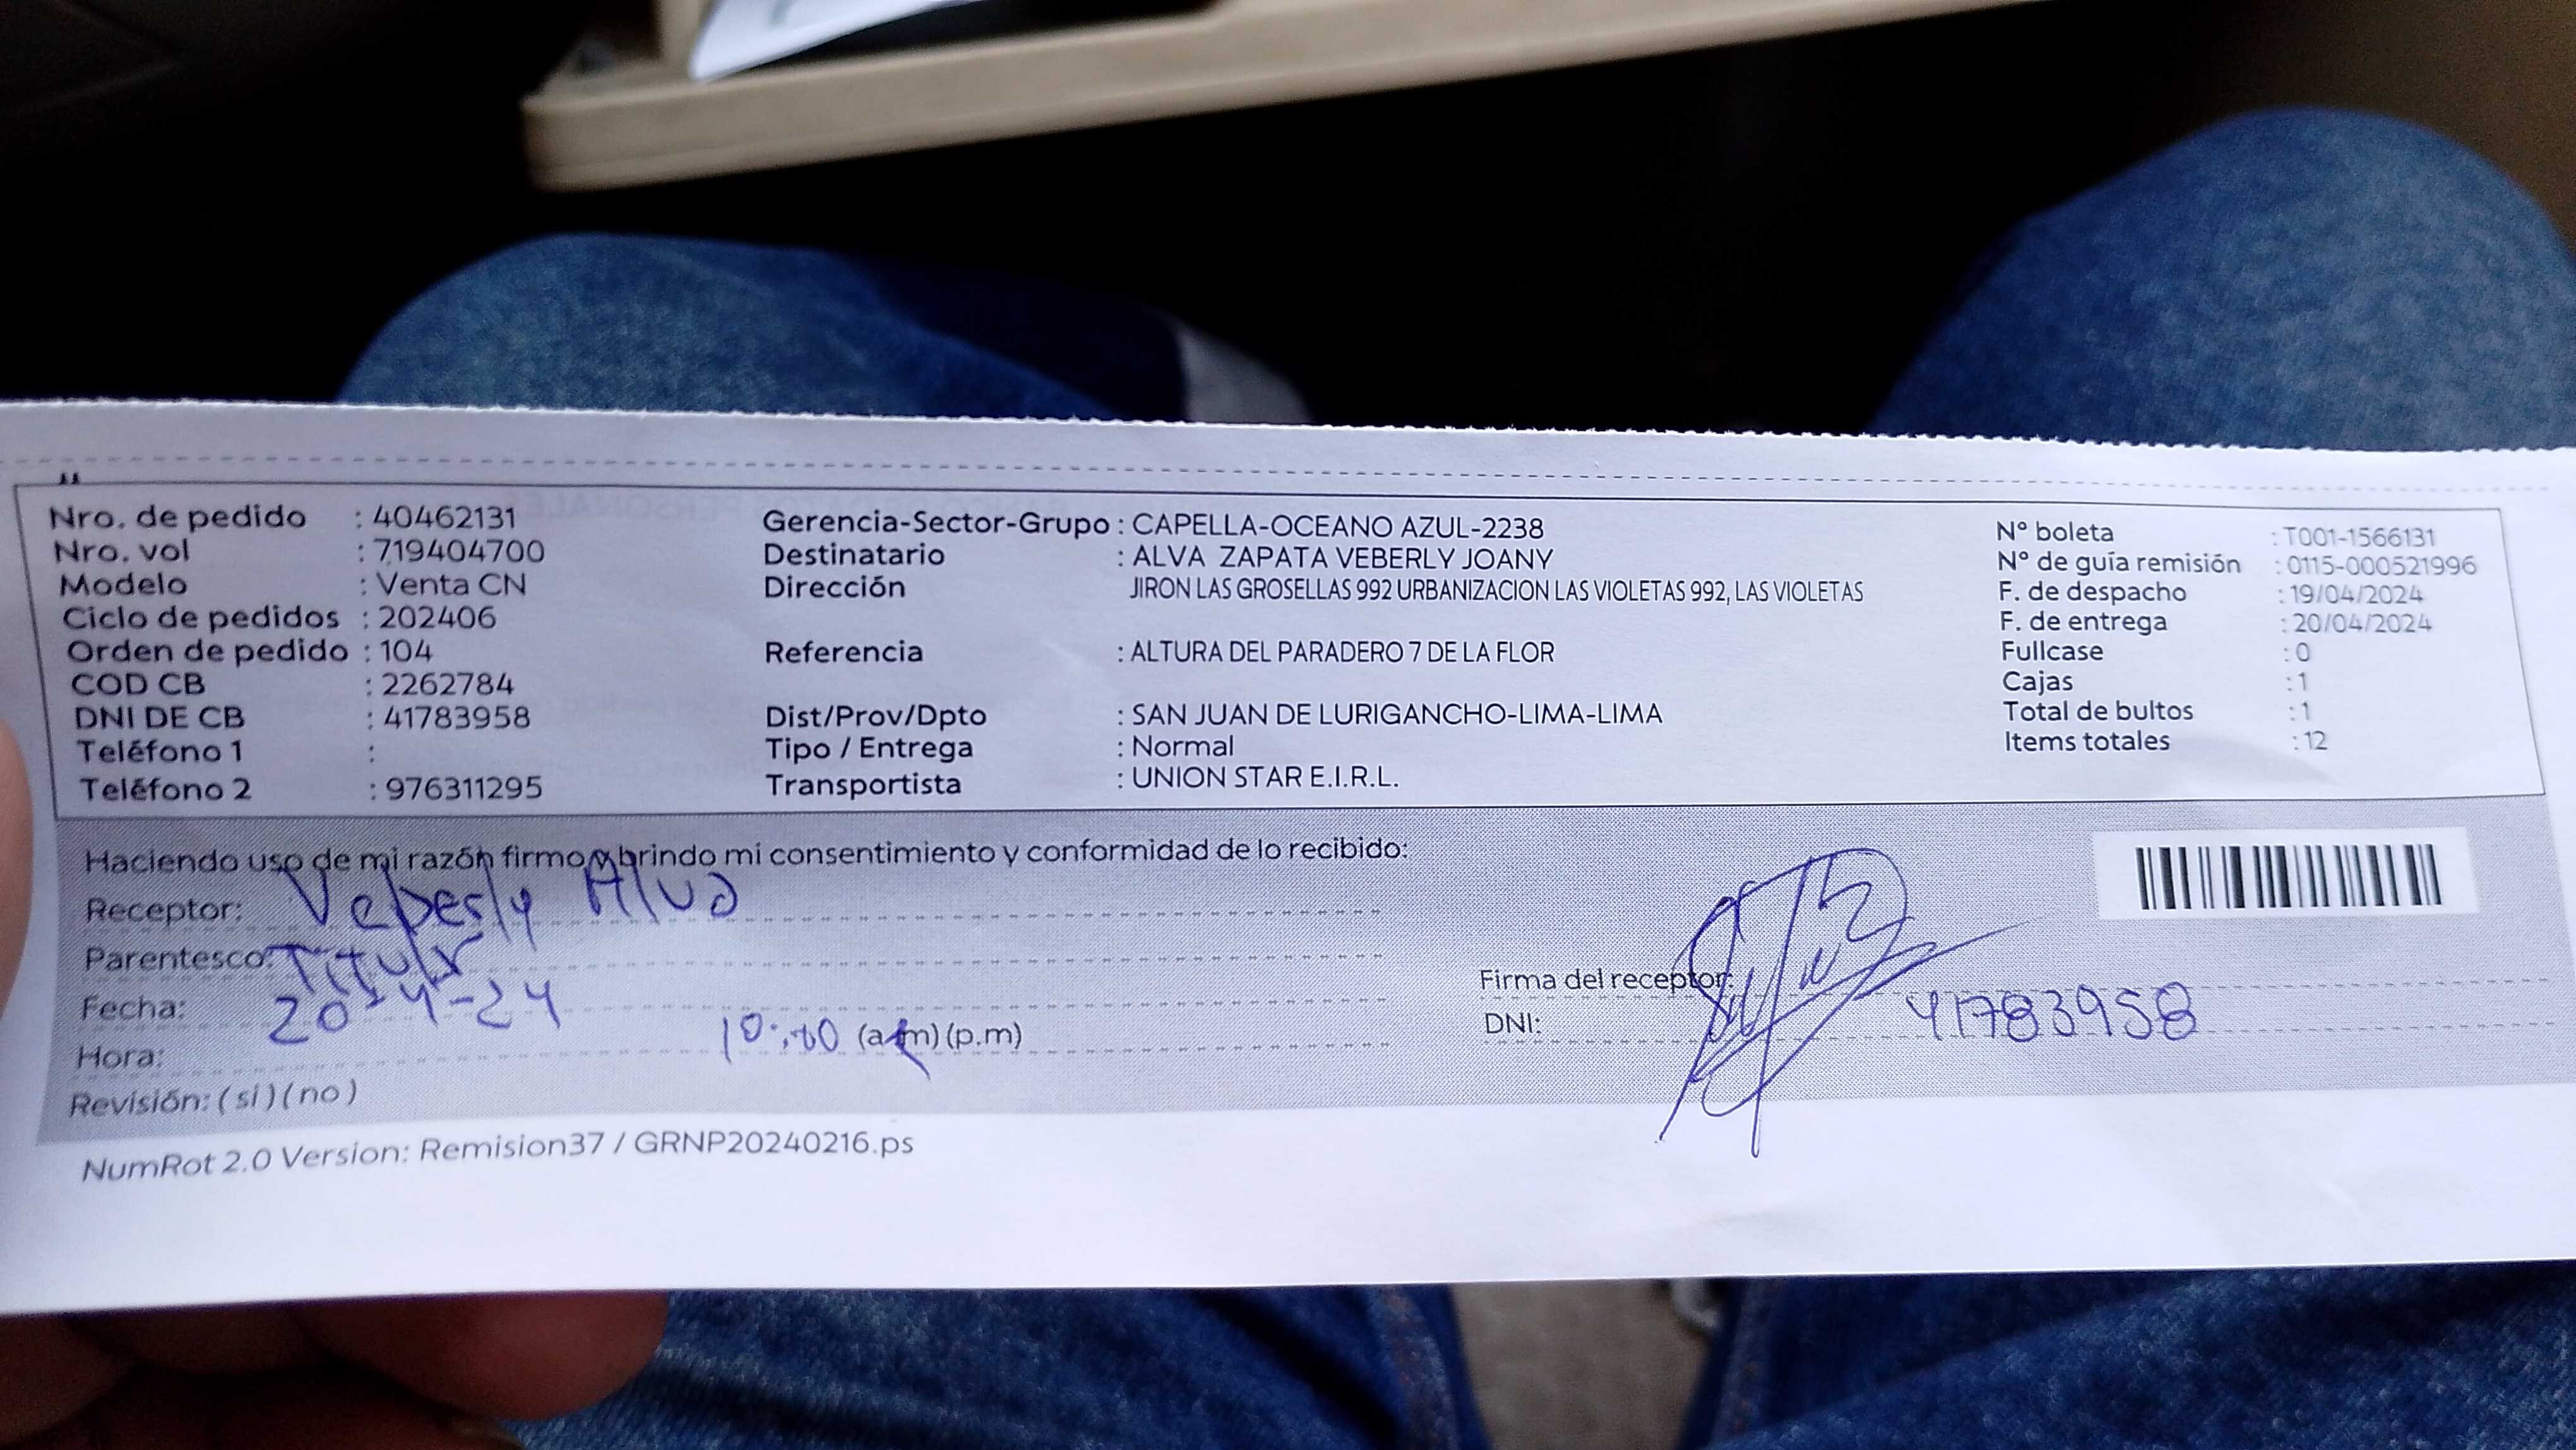 Nro. de pedido : 40462131
Nro. vol : 719404700
Modelo : Venta CN
Ciclo de pedidos : 202406
Orden de pedido : 104
COD CB : 2262784
DNI DE CB : 41783958
Teléfono 1 :
Teléfono 2 : 976311295
Gerencia-Sector-Grupo : CAPELLA-OCEANO AZUL-2238
Destinatario : ALVA ZAPATA VEBERLY JOANY
Dirección JIRON LAS GROSELLAS 992 URBANIZACION LAS VIOLETAS 992, LAS VIOLETAS
Referencia : ALTURA DEL PARADERO 7 DE LA FLOR
Dist/Prov/Dpto : SAN JUAN DE LURIGANCHO-LIMA-LIMA
Tipo / Entrega : Normal
Transportista : UNION STAR E.I.R.L.
N° boleta : T001-1566131
N° de guía remisión : 0115-000521996
F. de despacho : 19/04/2024
F. de entrega : 20/04/2024
Fullcase : 0
Cajas : 1
Total de bultos : 1
Items totales : 12
Haciendo uso de mi razón firmo y brindo mi consentimiento y conformidad de lo recibido:
Receptor: Veberly Alva
Parentesco: Titular
Fecha: 20-4-24
Hora: 10:00 (a.m) (p.m)
Revisión: ( si ) ( no )
Firma del receptor:
DNI: 41783958
NumRot 2.0 Version: Remision37 / GRNP20240216.ps